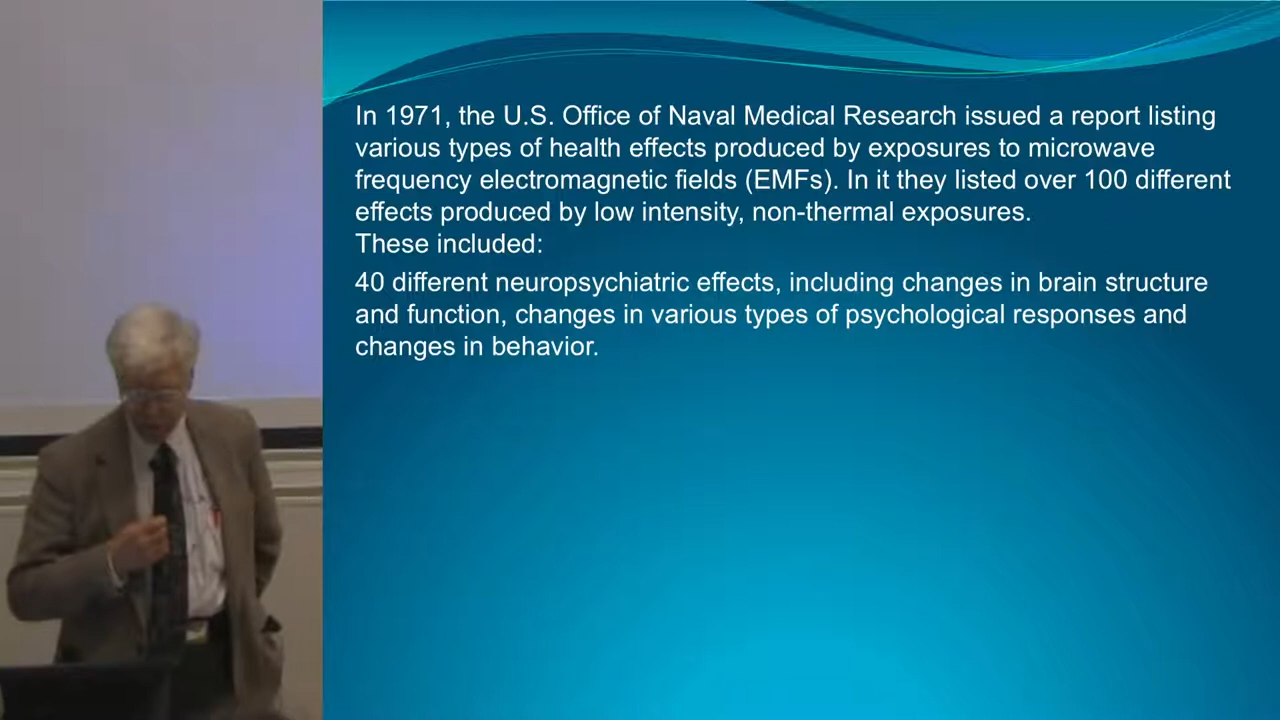 In 1971, the U.S. Office of Naval Medical Research issued a report listing
various types of health effects produced by exposures to microwave
frequency electromagnetic fields (EMFs). In it they listed over 100 different
effects produced by low intensity, non-thermal exposures.
These included:
40 different neuropsychiatric effects, including changes in brain structure
and function, changes in various types of psychological responses and
changes in behavior.